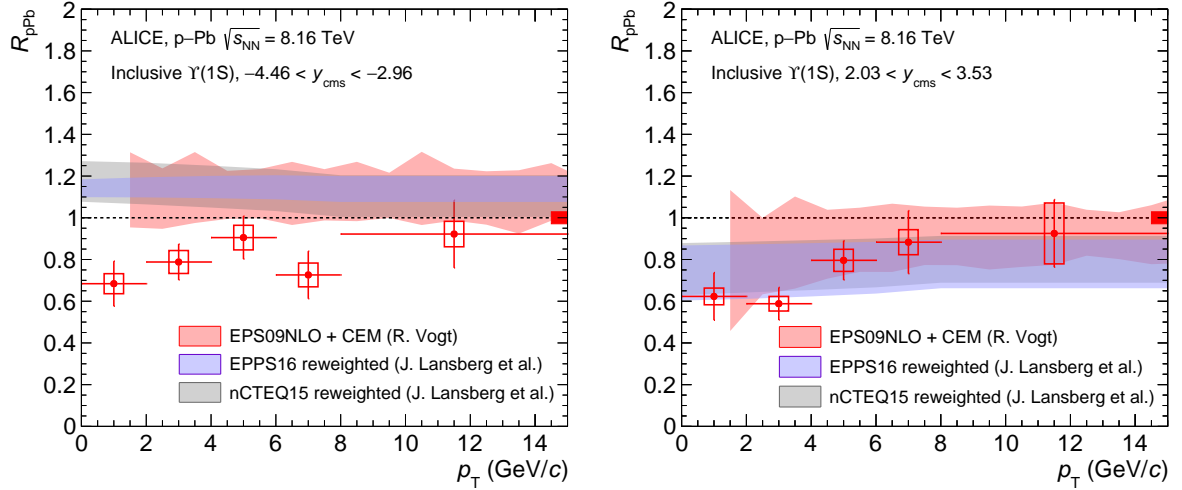 R_pPb
2
1.8
1.6
1.4
1.2
1
0.8
0.6
0.4
0.2
0
ALICE, p–Pb √s_NN = 8.16 TeV
Inclusive ϒ(1S), −4.46 < y_cms < −2.96
EPS09NLO + CEM (R. Vogt)
EPPS16 reweighted (J. Lansberg et al.)
nCTEQ15 reweighted (J. Lansberg et al.)
0 2 4 6 8 10 12 14
p_T (GeV/c)
R_pPb
2
1.8
1.6
1.4
1.2
1
0.8
0.6
0.4
0.2
0
ALICE, p–Pb √s_NN = 8.16 TeV
Inclusive ϒ(1S), 2.03 < y_cms < 3.53
EPS09NLO + CEM (R. Vogt)
EPPS16 reweighted (J. Lansberg et al.)
nCTEQ15 reweighted (J. Lansberg et al.)
0 2 4 6 8 10 12 14
p_T (GeV/c)